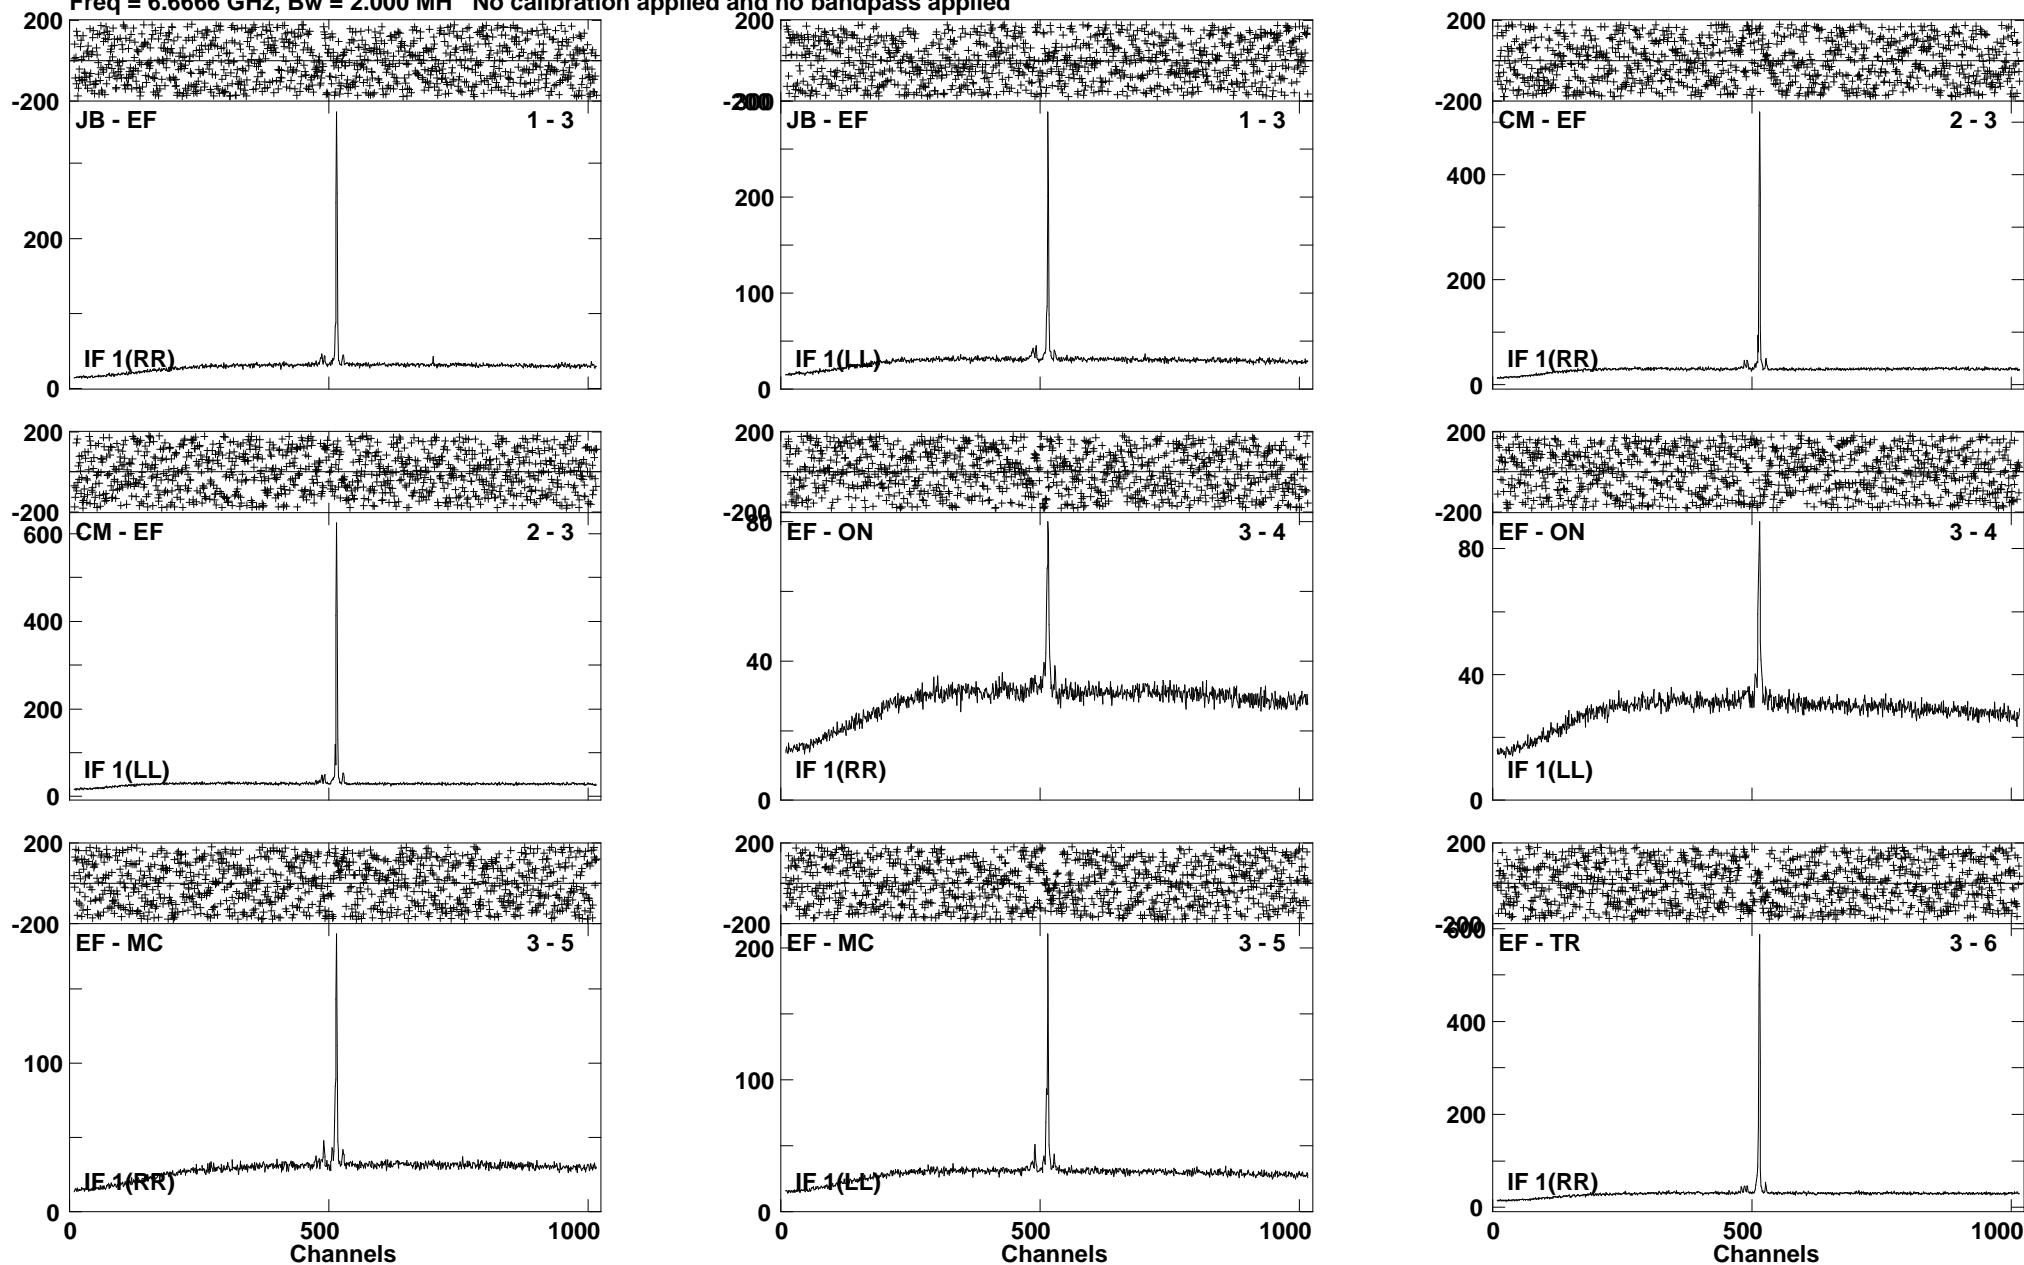 Freq = 6.6666 GHz, Bw = 2.000 MH No calibration applied and no bandpass applied
200
-200
JB - EF 1 - 3
200
IF 1(RR)
0
200
-200
300
JB - EF 1 - 3
200
100
IF 1(LL)
0
200
-200
CM - EF 2 - 3
400
200
IF 1(RR)
0
200
-200
CM - EF 2 - 3
600
400
200
IF 1(LL)
0
200
-200
80
EF - ON 3 - 4
40
IF 1(RR)
0
200
-200
EF - ON 3 - 4
80
40
IF 1(LL)
0
200
-200
EF - MC 3 - 5
100
IF 1(RR)
0
0 500 1000
Channels
200
-200
EF - MC 3 - 5
200
100
IF 1(LL)
0
0 500 1000
Channels
200
-200
600
EF - TR 3 - 6
400
200
IF 1(RR)
0
0 500 1000
Channels